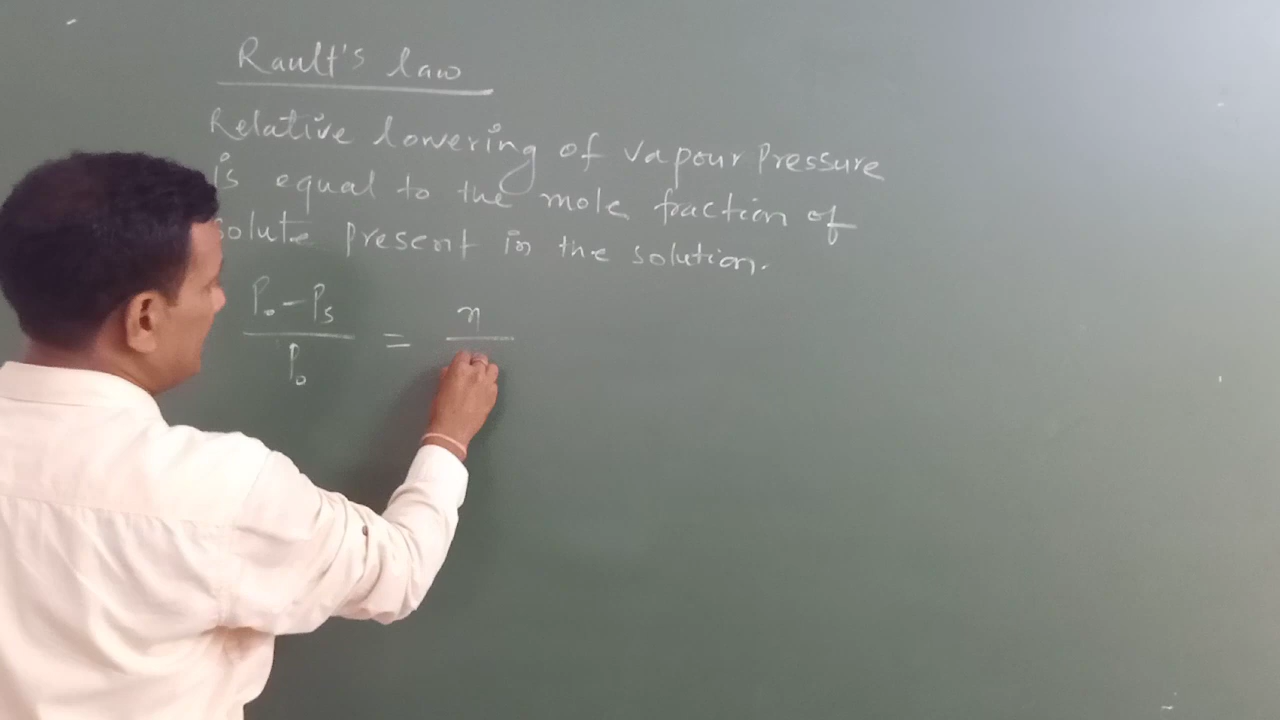 Rault's law
Relative lowering of vapour Pressure
is equal to the mole fraction of
solute present in the solution.
P₀ - Pₛ / P₀ = n /